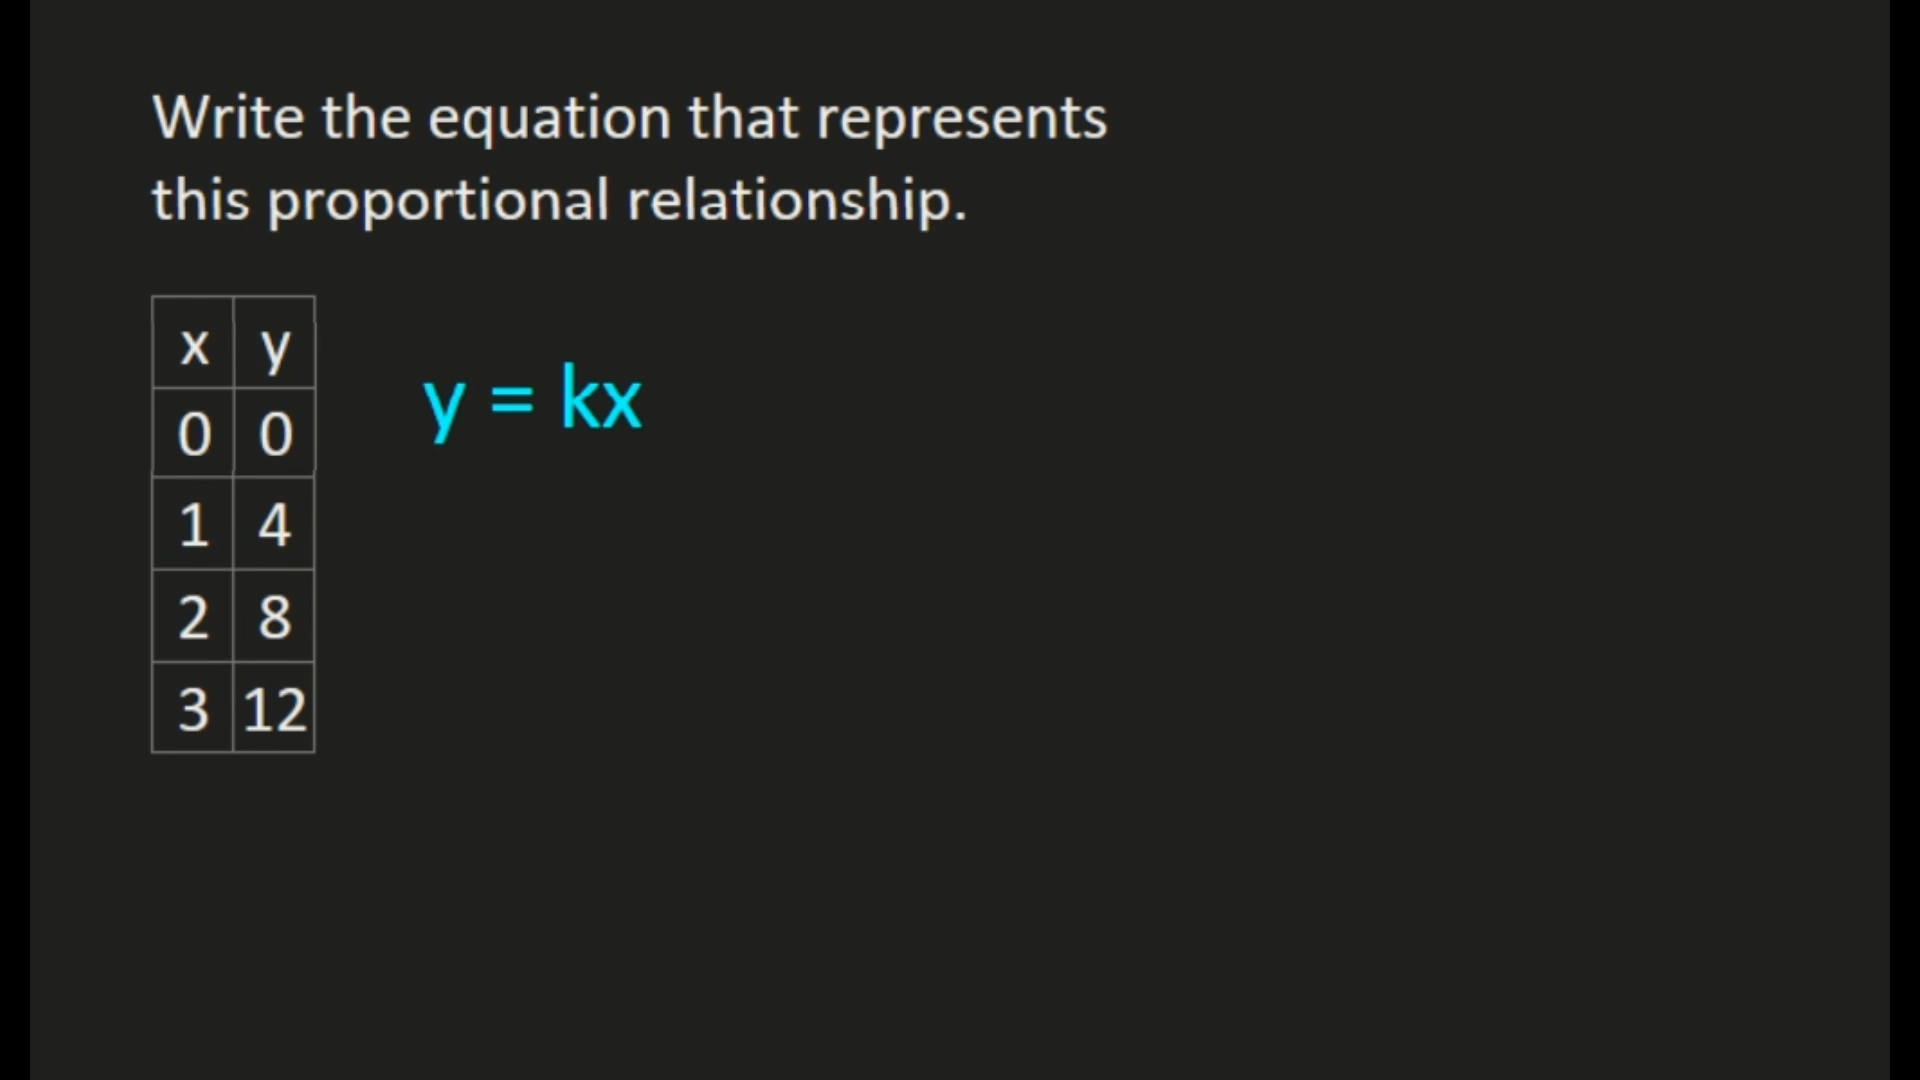 Write the equation that represents
this proportional relationship.
x y
y = kx
0 0
1 4
2 8
3 12